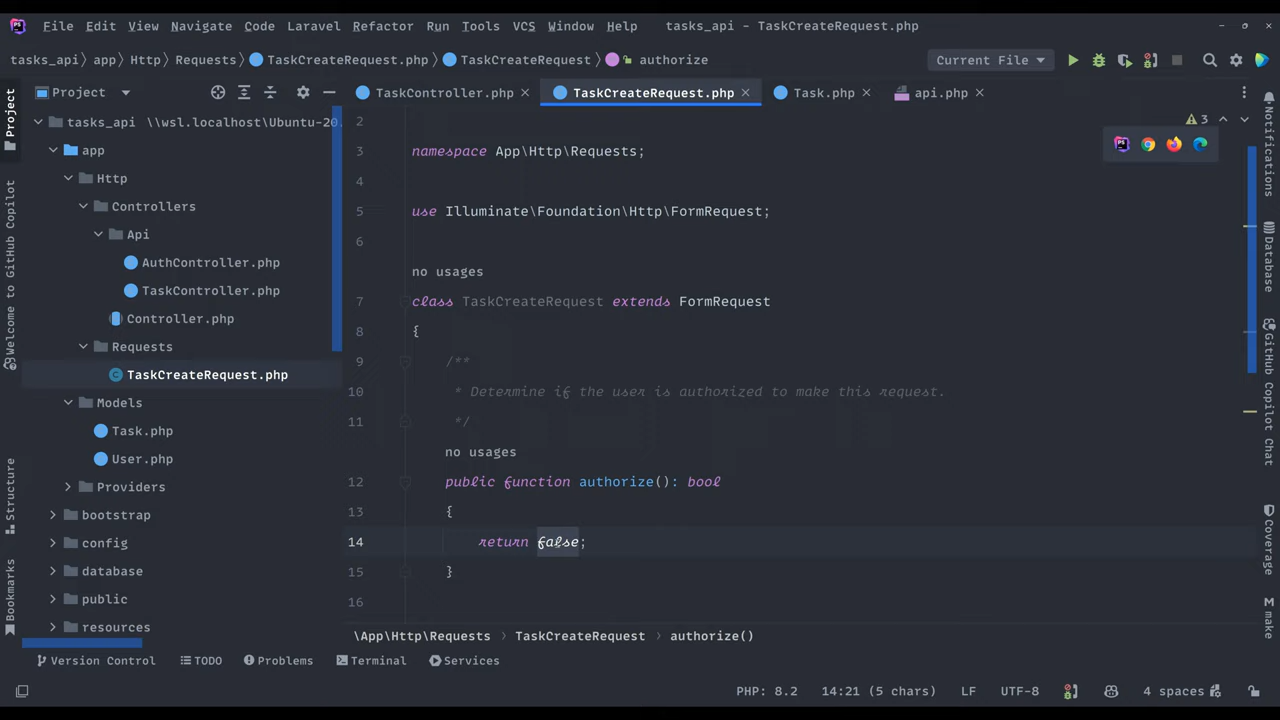 File Edit View Navigate Code Laravel Refactor Run Tools VCS Window Help tasks_api - TaskCreateRequest.php
tasks_api app Http Requests TaskCreateRequest.php TaskCreateRequest authorize Current File
Project TaskController.php TaskCreateRequest.php Task.php api.php
tasks_api \\wsl.localhost\Ubuntu-20.
app
Http
Controllers
Api
AuthController.php
TaskController.php
Controller.php
Requests
TaskCreateRequest.php
Models
Task.php
User.php
Providers
bootstrap
config
database
public
resources
Project
Welcome to GitHub Copilot
Structure
Bookmarks
2
3 namespace App\Http\Requests;
4
5 use Illuminate\Foundation\Http\FormRequest;
6
no usages
7 class TaskCreateRequest extends FormRequest
8 {
9 /**
10 * Determine if the user is authorized to make this request.
11 */
no usages
12 public function authorize(): bool
13 {
14 return false;
15 }
16
3
Notifications
Database
GitHub Copilot Chat
Coverage
make
\App\Http\Requests TaskCreateRequest authorize()
Version Control TODO Problems Terminal Services
PHP: 8.2 14:21 (5 chars) LF UTF-8 4 spaces